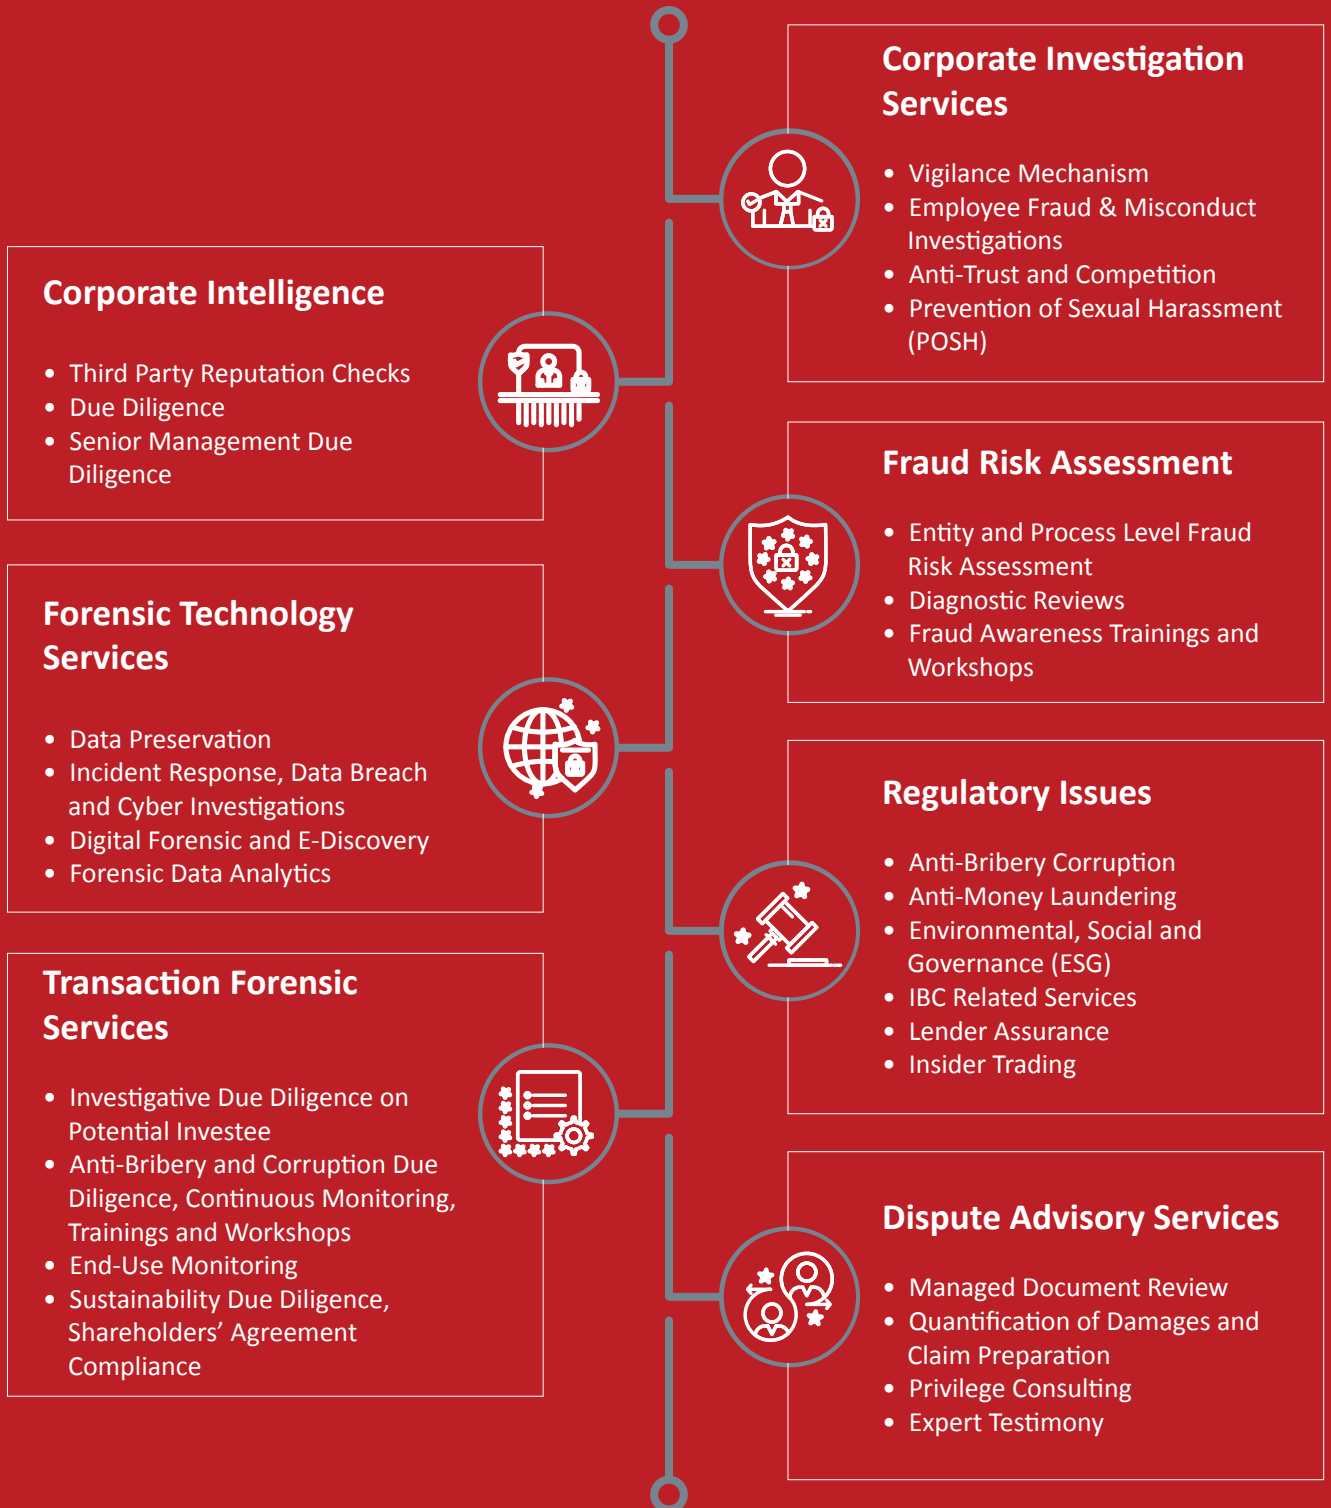 Corporate Investigation
Services
• Vigilance Mechanism
• Employee Fraud & Misconduct
Investigations
• Anti-Trust and Competition
• Prevention of Sexual Harassment
(POSH)
Corporate Intelligence
• Third Party Reputation Checks
• Due Diligence
• Senior Management Due
Diligence
Fraud Risk Assessment
• Entity and Process Level Fraud
Risk Assessment
• Diagnostic Reviews
• Fraud Awareness Trainings and
Workshops
Forensic Technology
Services
• Data Preservation
• Incident Response, Data Breach
and Cyber Investigations
• Digital Forensic and E-Discovery
• Forensic Data Analytics
Regulatory Issues
• Anti-Bribery Corruption
• Anti-Money Laundering
• Environmental, Social and
Governance (ESG)
• IBC Related Services
• Lender Assurance
• Insider Trading
Transaction Forensic
Services
• Investigative Due Diligence on
Potential Investee
• Anti-Bribery and Corruption Due
Diligence, Continuous Monitoring,
Trainings and Workshops
• End-Use Monitoring
• Sustainability Due Diligence,
Shareholders’ Agreement
Compliance
Dispute Advisory Services
• Managed Document Review
• Quantification of Damages and
Claim Preparation
• Privilege Consulting
• Expert Testimony